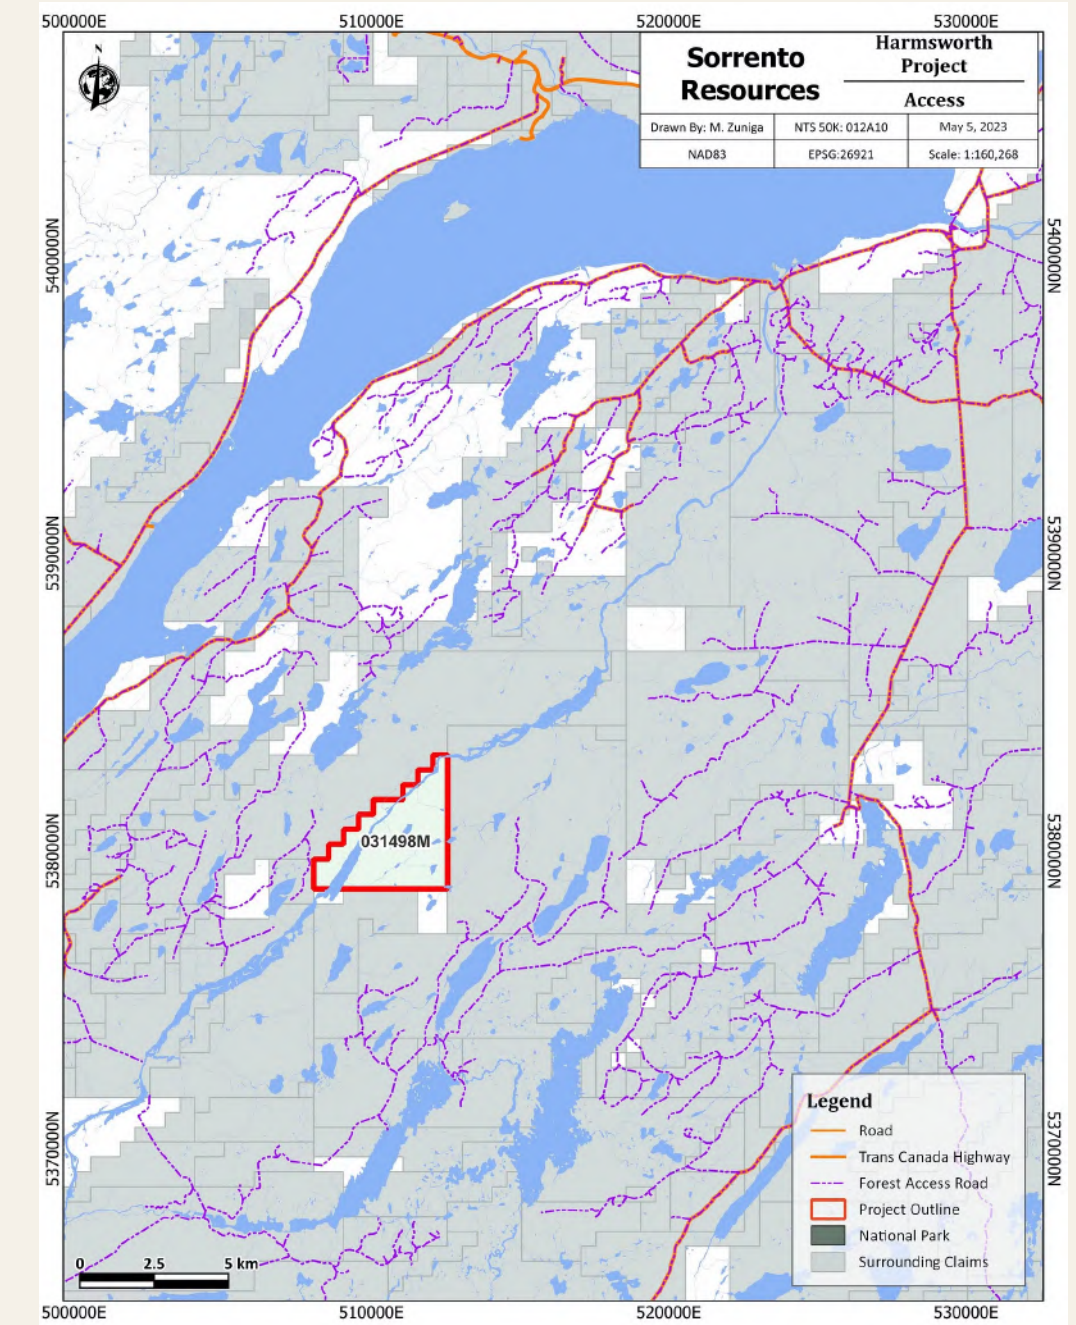 500000E 510000E 520000E 530000E
N
Sorrento
Resources
Harmsworth
Project
Access
Drawn By: M. Zuniga NTS 50K: 012A10 May 5, 2023
NAD83 EPSG:26921 Scale: 1:160,268
5400000N 5400000N
5390000N 5390000N
5380000N 5380000N
031498M
5370000N 5370000N
Legend
Road
Trans Canada Highway
Forest Access Road
Project Outline
National Park
Surrounding Claims
0 2.5 5 km
500000E 510000E 520000E 530000E